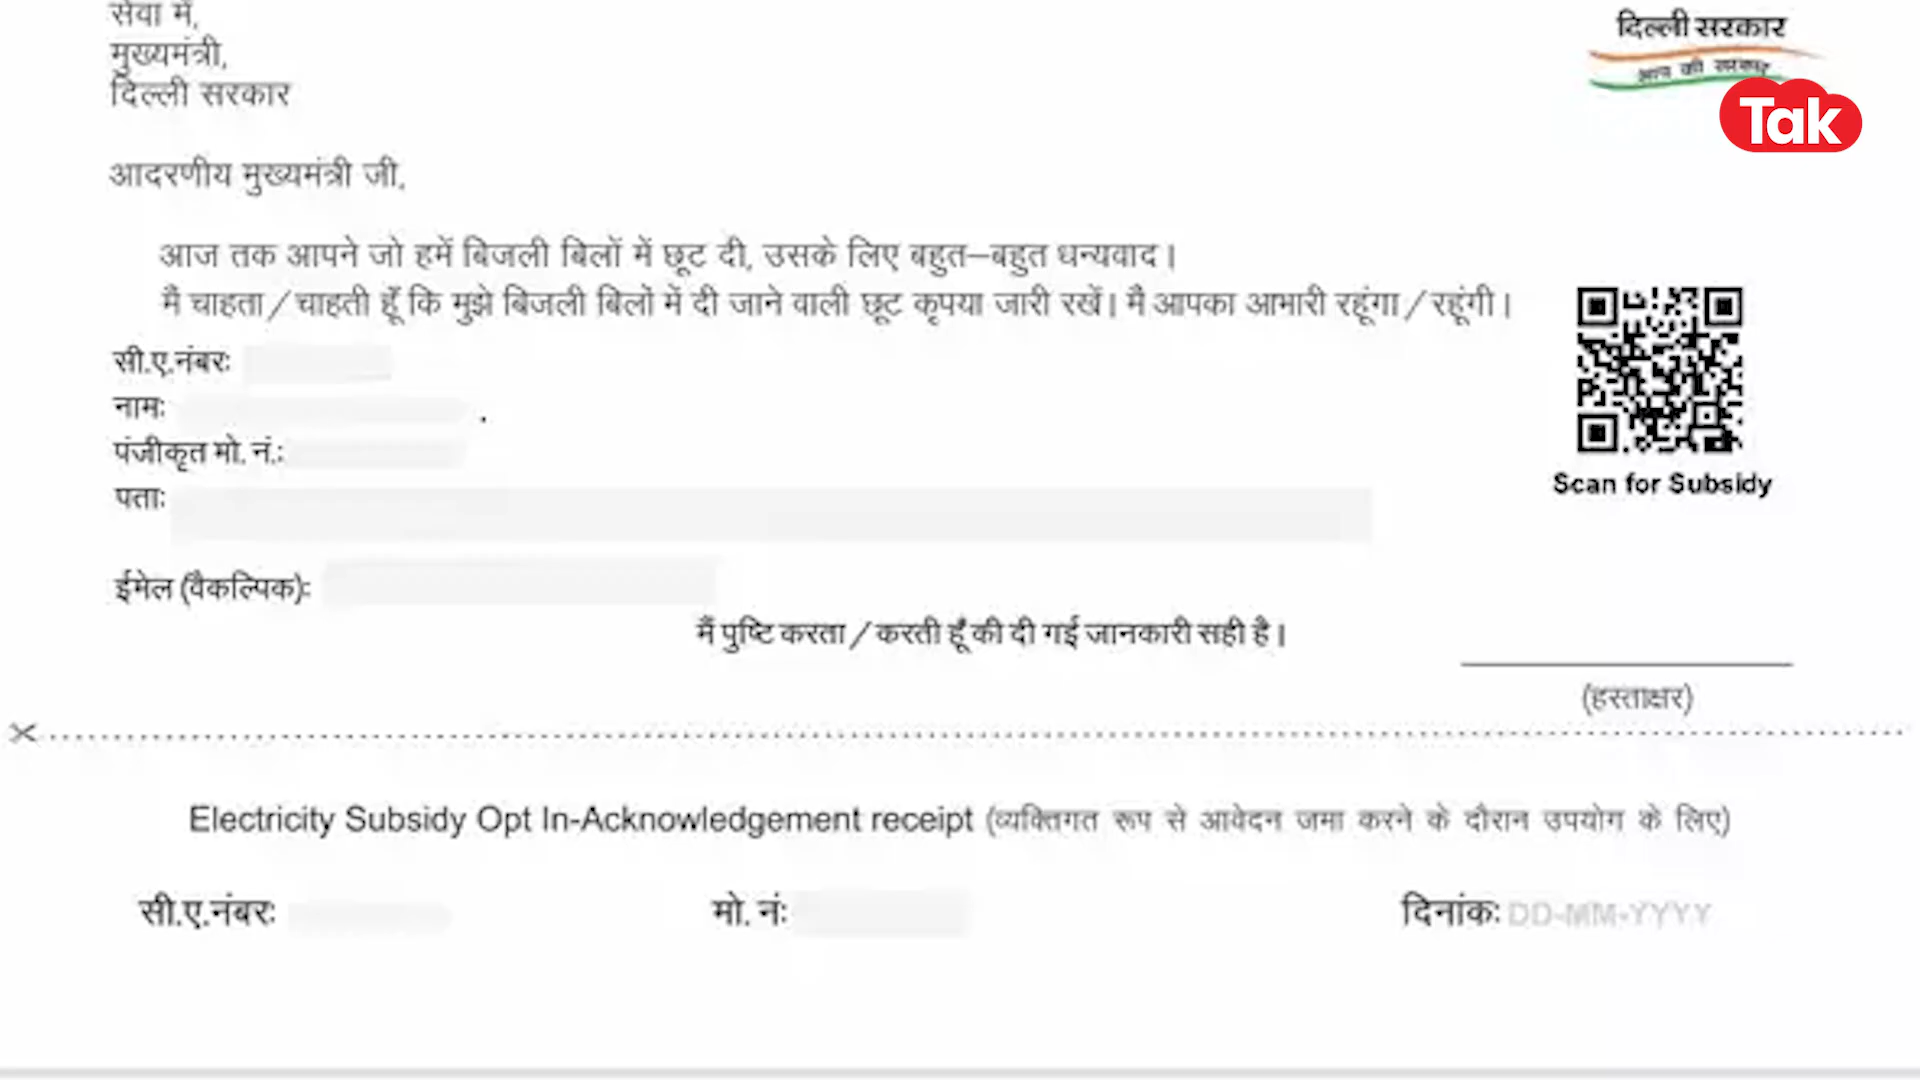 सेवा में,
मुख्यमंत्री,
दिल्ली सरकार
दिल्ली सरकार
आप की सरकार
Tak
आदरणीय मुख्यमंत्री जी,
आज तक आपने जो हमें बिजली बिलों में छूट दी, उसके लिए बहुत–बहुत धन्यवाद।
मैं चाहता/चाहती हूँ कि मुझे बिजली बिलों में दी जाने वाली छूट कृपया जारी रखें। मैं आपका आभारी रहूंगा/रहूंगी।
सी.ए.नंबर:
नाम:
पंजीकृत मो. नं.:
पता:
Scan for Subsidy
ईमेल (वैकल्पिक):
मैं पुष्टि करता/करती हूँ की दी गई जानकारी सही है।
(हस्ताक्षर)
Electricity Subsidy Opt In-Acknowledgement receipt (व्यक्तिगत रूप से आवेदन जमा करने के दौरान उपयोग के लिए)
सी.ए.नंबर:
मो. नं:
दिनांक: DD-MM-YYYY